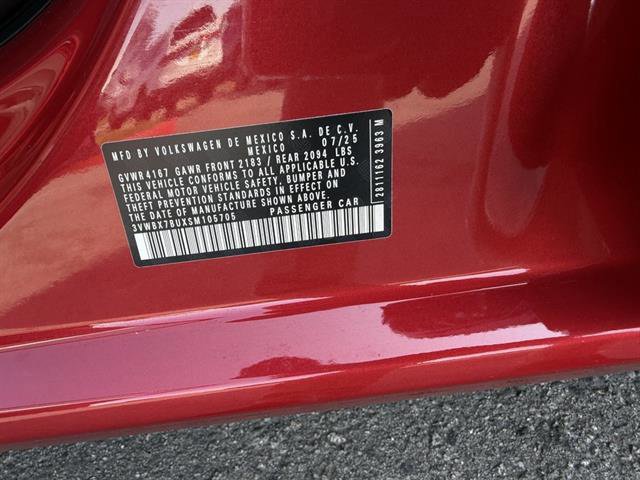 MFD BY VOLKSWAGEN DE MEXICO S.A. DE C.V.
MEXICO 07/25
GVWR 4167 GAWR FRONT 2183 / REAR 2094 LBS
THIS VEHICLE CONFORMS TO ALL APPLICABLE U.S.
FEDERAL MOTOR VEHICLE SAFETY, BUMPER AND
THEFT PREVENTION STANDARDS IN EFFECT ON
THE DATE OF MANUFACTURE SHOWN ABOVE.
3VWBX7BUXSM105705 PASSENGER CAR
2811162 3963 M